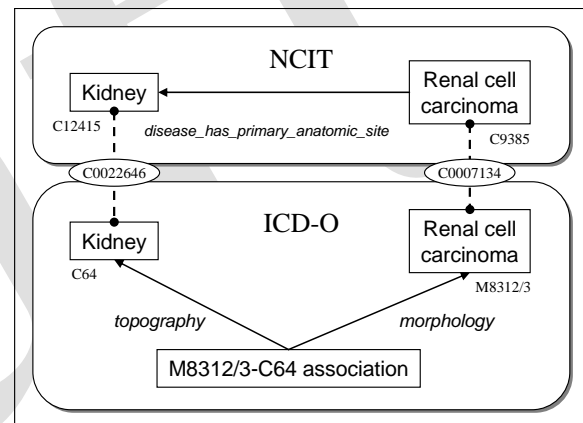 NCIT
Kidney
Renal cell
carcinoma
C12415
disease_has_primary_anatomic_site
C9385
C0022646
C0007134
ICD-O
Kidney
Renal cell
carcinoma
C64
M8312/3
topography
morphology
M8312/3-C64 association